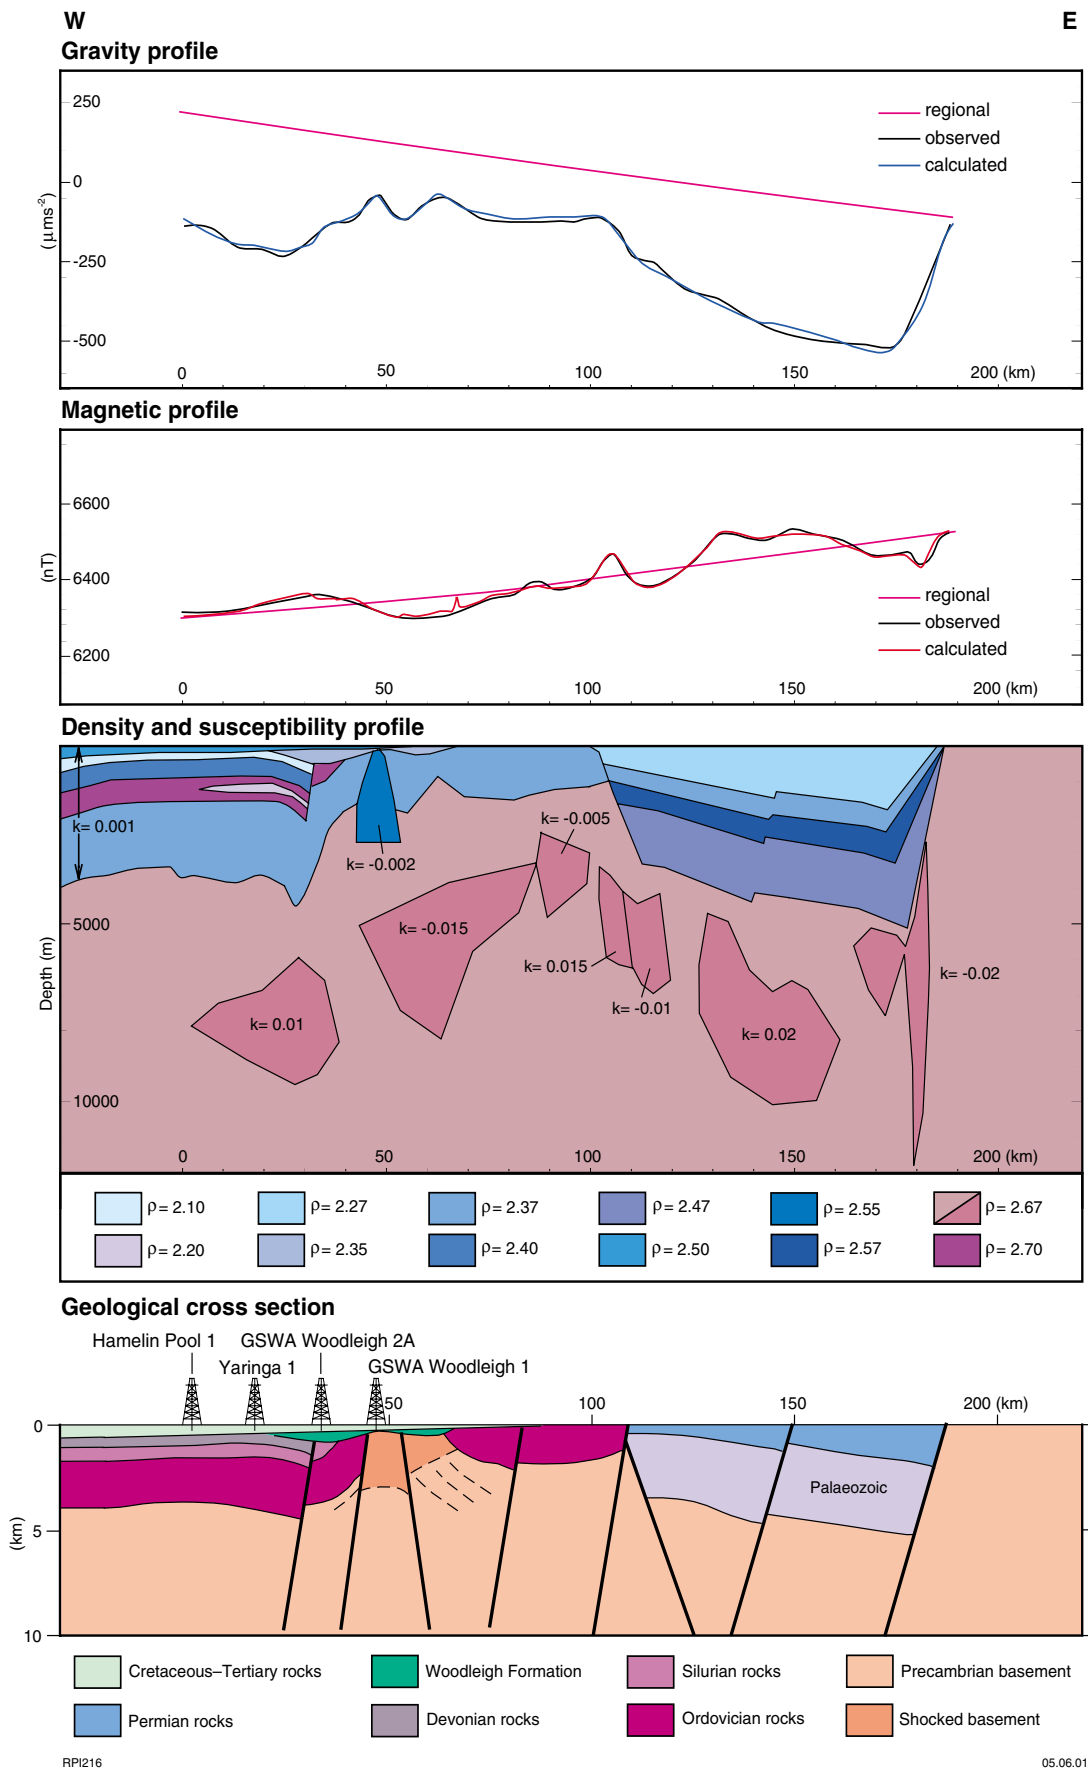 W E
Gravity profile
250
0
-250
-500
(μms⁻²)
regional
observed
calculated
0 50 100 150 200 (km)
Magnetic profile
6600
6400
6200
(nT)
regional
observed
calculated
0 50 100 150 200 (km)
Density and susceptibility profile
k= 0.001
k= -0.002
k= -0.005
k= -0.015
k= 0.015
k= -0.01
k= 0.01
k= 0.02
k= -0.02
5000
10000
Depth (m)
0 50 100 150 200 (km)
ρ= 2.10 ρ= 2.27 ρ= 2.37 ρ= 2.47 ρ= 2.55 ρ= 2.67
ρ= 2.20 ρ= 2.35 ρ= 2.40 ρ= 2.50 ρ= 2.57 ρ= 2.70
Geological cross section
Hamelin Pool 1 GSWA Woodleigh 2A
Yaringa 1 GSWA Woodleigh 1
50 100 150 200 (km)
0
5
10
(km)
Palaeozoic
Cretaceous–Tertiary rocks Woodleigh Formation Silurian rocks Precambrian basement
Permian rocks Devonian rocks Ordovician rocks Shocked basement
RPI216 05.06.01